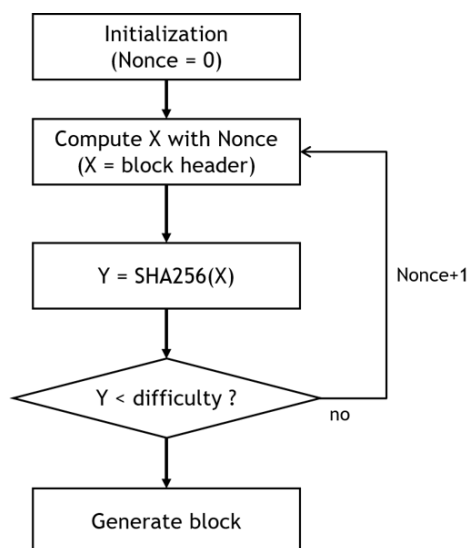 Initialization
(Nonce = 0)
Compute X with Nonce
(X = block header)
Y = SHA256(X)
Nonce+1
Y < difficulty ?
no
Generate block